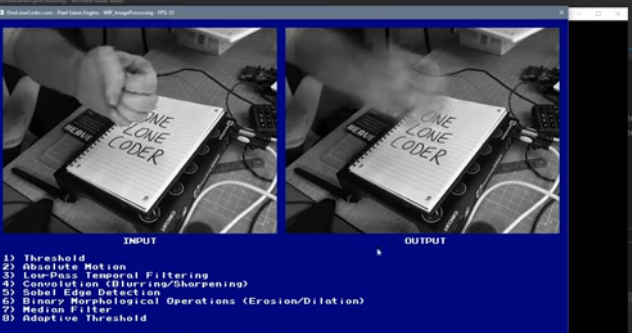 OneLoneCoder.com - Pixel Game Engine - WIP_ImageProcessing - FPS: 33
ONE
LONE
CODER
ONE
LONE
CODER
INPUT
OUTPUT
1) Threshold
2) Absolute Motion
3) Low-Pass Temporal Filtering
4) Convolution (Blurring/Sharpening)
5) Sobel Edge Detection
6) Binary Morphological Operations (Erosion/Dilation)
7) Median Filter
8) Adaptive Threshold